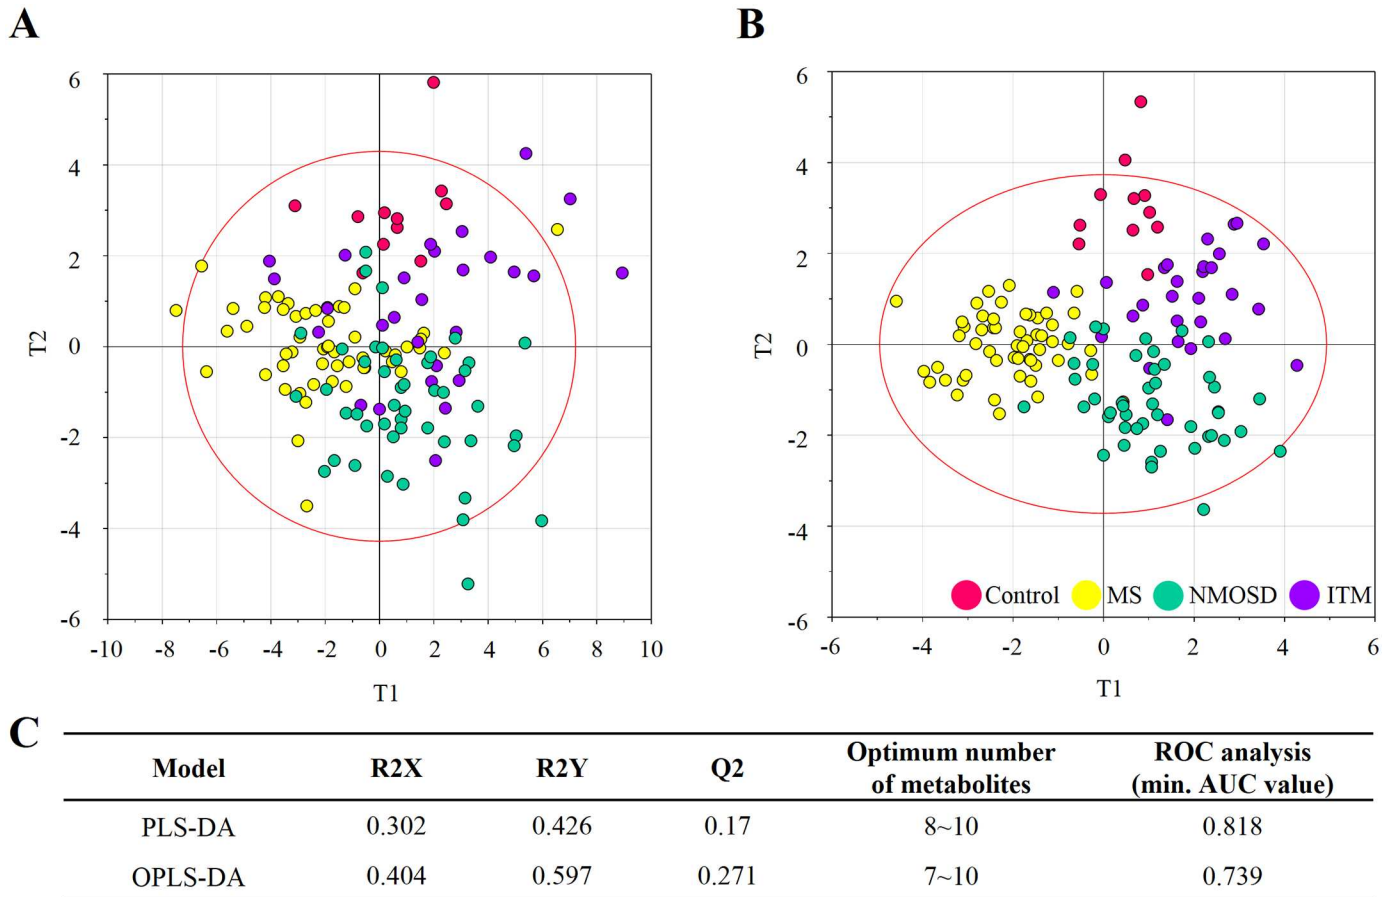 A
6
4
2
0
-2
-4
-6
T2
-10 -8 -6 -4 -2 0 2 4 6 8 10
T1
B
6
4
2
0
-2
-4
-6
T2
Control MS NMOSD ITM
-6 -4 -2 0 2 4 6
T1
C
Model R2X R2Y Q2 Optimum number of metabolites ROC analysis (min. AUC value)
PLS-DA 0.302 0.426 0.17 8~10 0.818
OPLS-DA 0.404 0.597 0.271 7~10 0.739